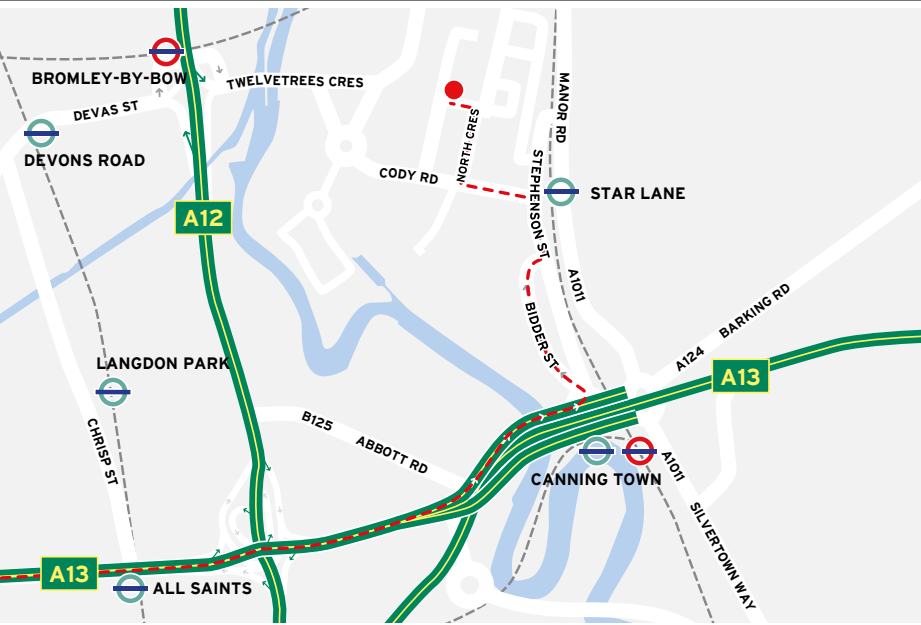 BROMLEY-BY-BOW
TWELVETREES CRES
DEVAS ST
DEVONS ROAD
NORTH CRES
MANOR RD
CODY RD
STEPHENSON ST
STAR LANE
A12
A1011
BIDDER ST
BARKING RD
A124
A13
LANGDON PARK
CHRISP ST
B125
ABBOTT RD
CANNING TOWN
A1011
SILVERTOWN WAY
A13
ALL SAINTS